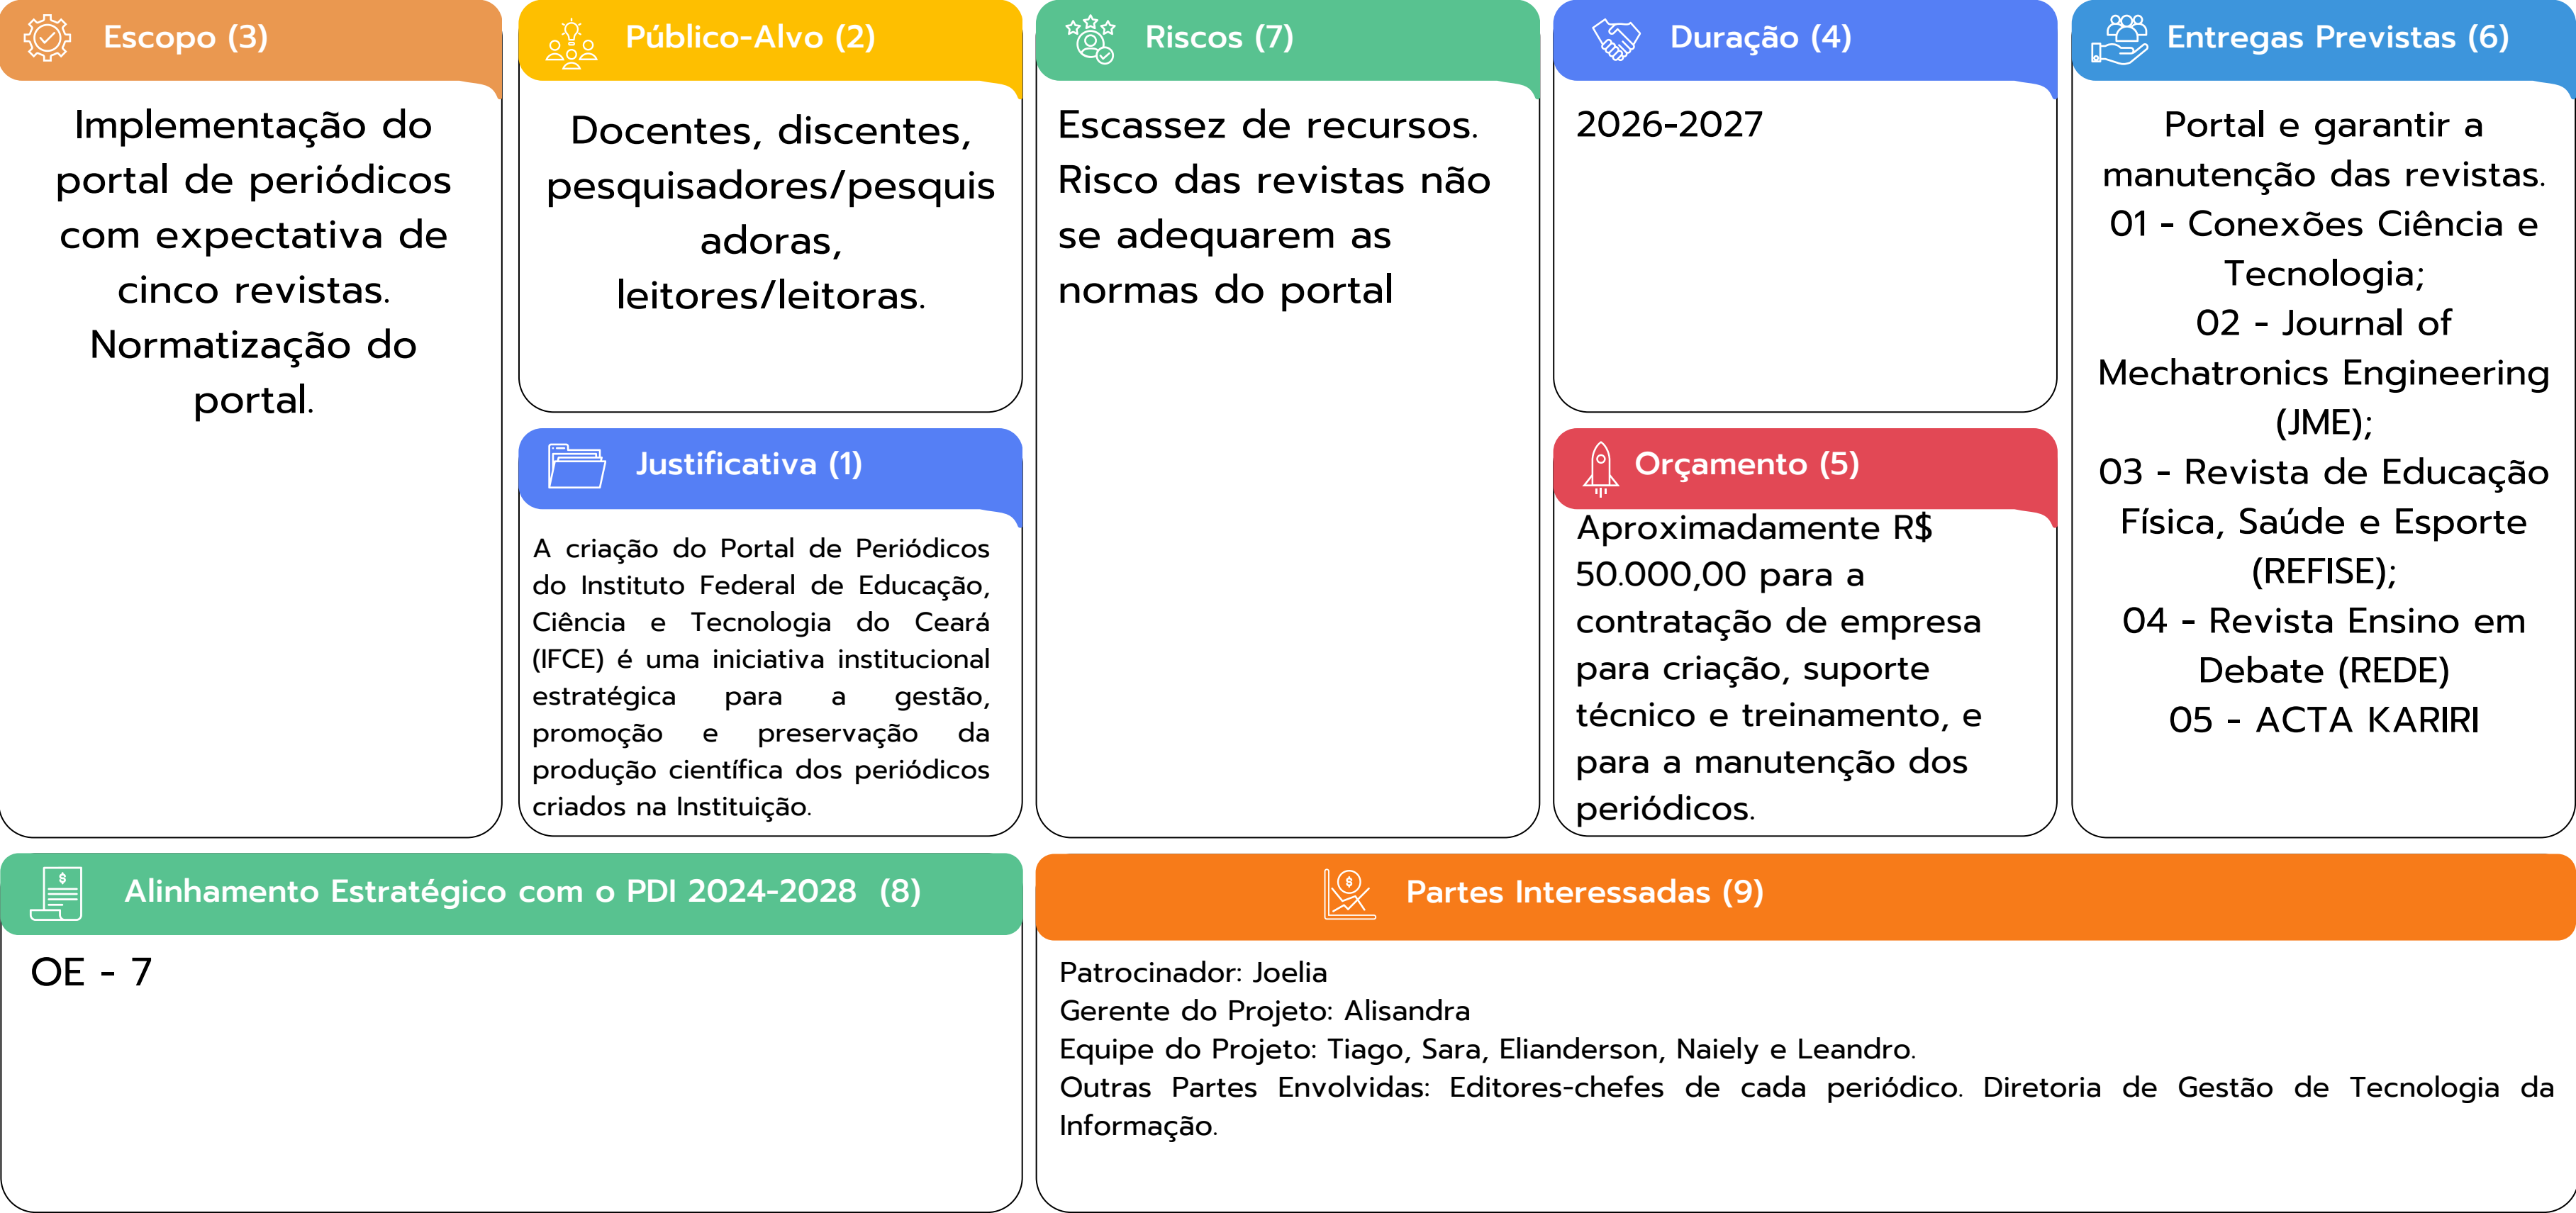 Escopo (3)
Implementação do
portal de periódicos
com expectativa de
cinco revistas.
Normatização do
portal.
Público-Alvo (2)
Docentes, discentes,
pesquisadores/pesquis
adoras,
leitores/leitoras.
Justificativa (1)
A criação do Portal de Periódicos
do Instituto Federal de Educação,
Ciência e Tecnologia do Ceará
(IFCE) é uma iniciativa institucional
estratégica para a gestão,
promoção e preservação da
produção científica dos periódicos
criados na Instituição.
Riscos (7)
Escassez de recursos.
Risco das revistas não
se adequarem as
normas do portal
Duração (4)
2026-2027
Orçamento (5)
Aproximadamente R$
50.000,00 para a
contratação de empresa
para criação, suporte
técnico e treinamento, e
para a manutenção dos
periódicos.
Entregas Previstas (6)
Portal e garantir a
manutenção das revistas.
01 - Conexões Ciência e
Tecnologia;
02 - Journal of
Mechatronics Engineering
(JME);
03 - Revista de Educação
Física, Saúde e Esporte
(REFISE);
04 - Revista Ensino em
Debate (REDE)
05 - ACTA KARIRI
Alinhamento Estratégico com o PDI 2024-2028 (8)
OE - 7
Partes Interessadas (9)
Patrocinador: Joelia
Gerente do Projeto: Alisandra
Equipe do Projeto: Tiago, Sara, Elianderson, Naiely e Leandro.
Outras Partes Envolvidas: Editores-chefes de cada periódico. Diretoria de Gestão de Tecnologia da
Informação.